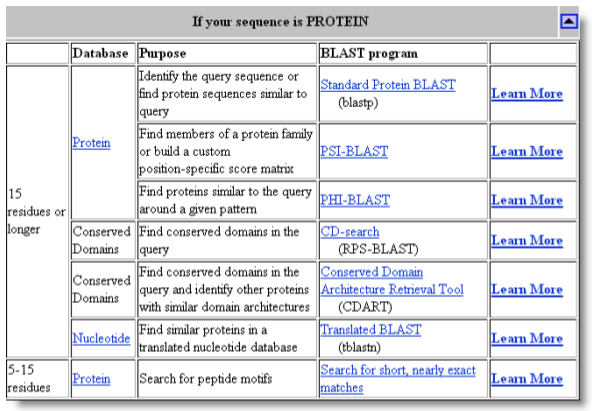 If your sequence is PROTEIN
Database Purpose BLAST program
15
residues or
longer
Protein
Identify the query sequence or
find protein sequences similar to
query
Standard Protein BLAST
(blastp)
Learn More
Find members of a protein family
or build a custom
position-specific score matrix
PSI-BLAST
Learn More
Find proteins similar to the query
around a given pattern
PHI-BLAST
Learn More
Conserved
Domains
Find conserved domains in the
query
CD-search
(RPS-BLAST)
Learn More
Conserved
Domains
Find conserved domains in the
query and identify other proteins
with similar domain architectures
Conserved Domain
Architecture Retrieval Tool
(CDART)
Learn More
Nucleotide
Find similar proteins in a
translated nucleotide database
Translated BLAST
(tblastn)
Learn More
5-15
residues
Protein
Search for peptide motifs
Search for short, nearly exact
matches
Learn More